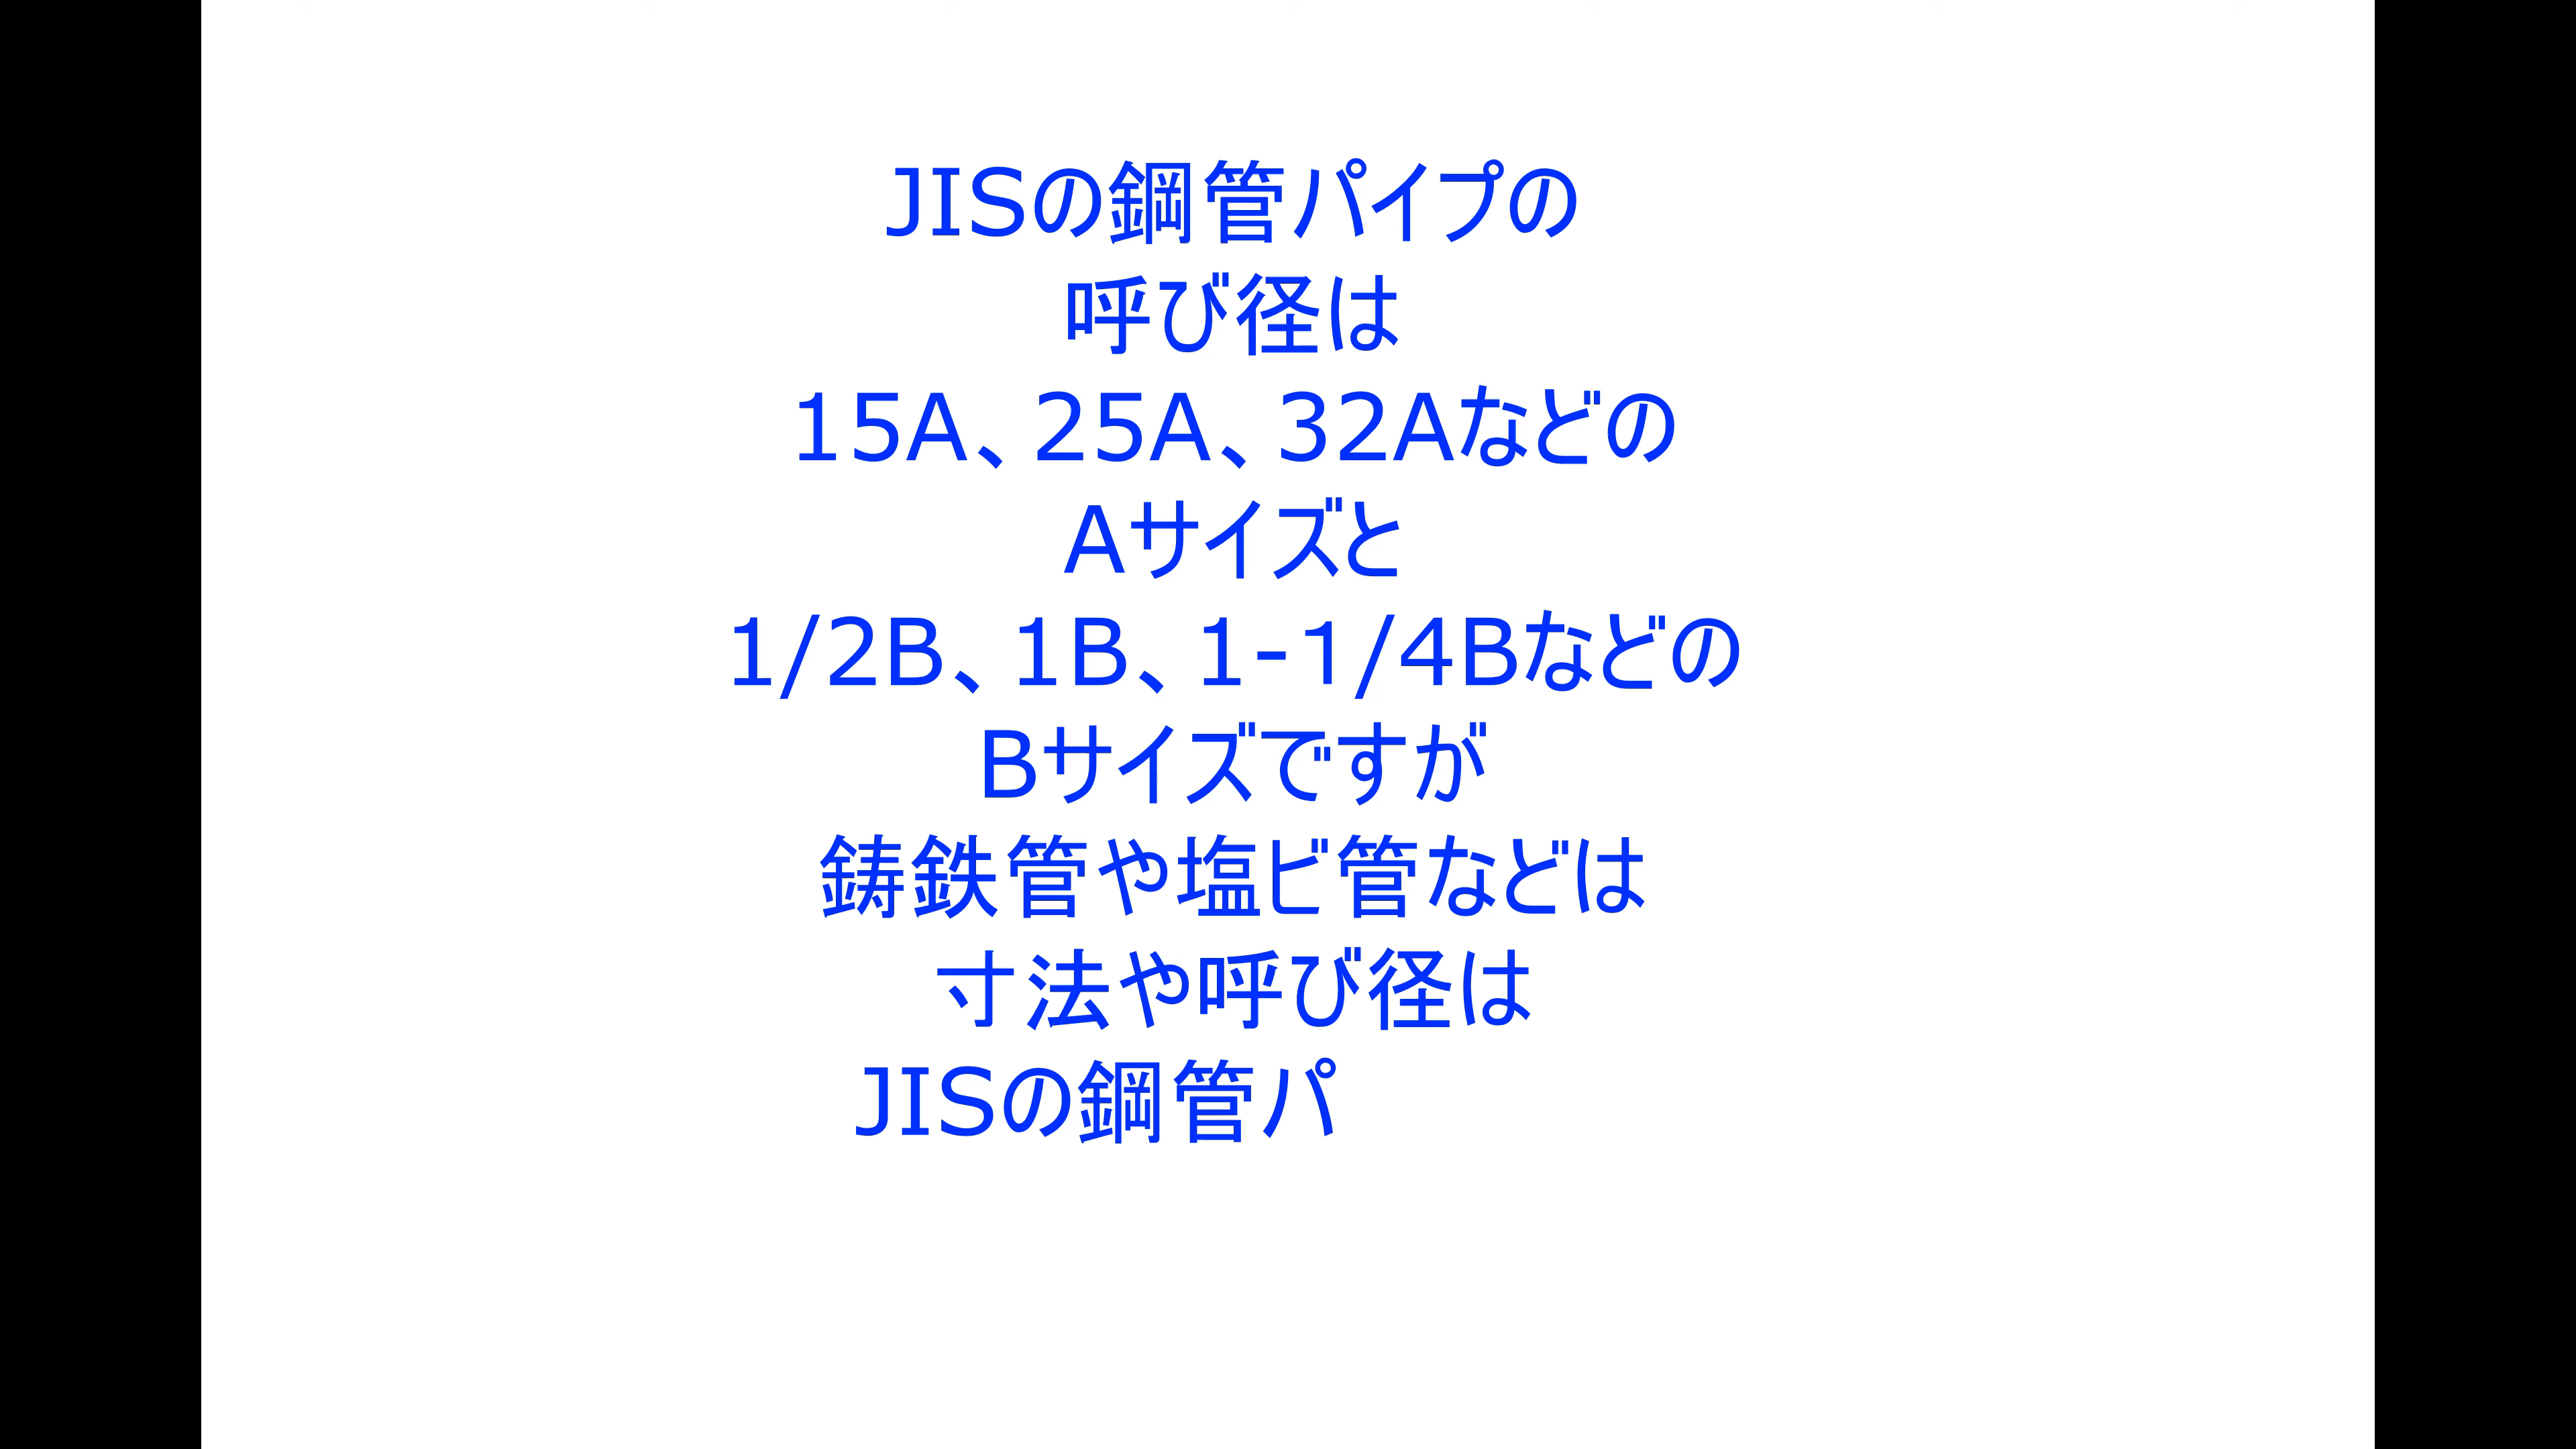 JISの鋼管パイプの
呼び径は
15A、25A、32Aなどの
Aサイズと
1/2B、1B、1-1/4Bなどの
Bサイズですが
鋳鉄管や塩ビ管などは
寸法や呼び径は
JISの鋼管パ